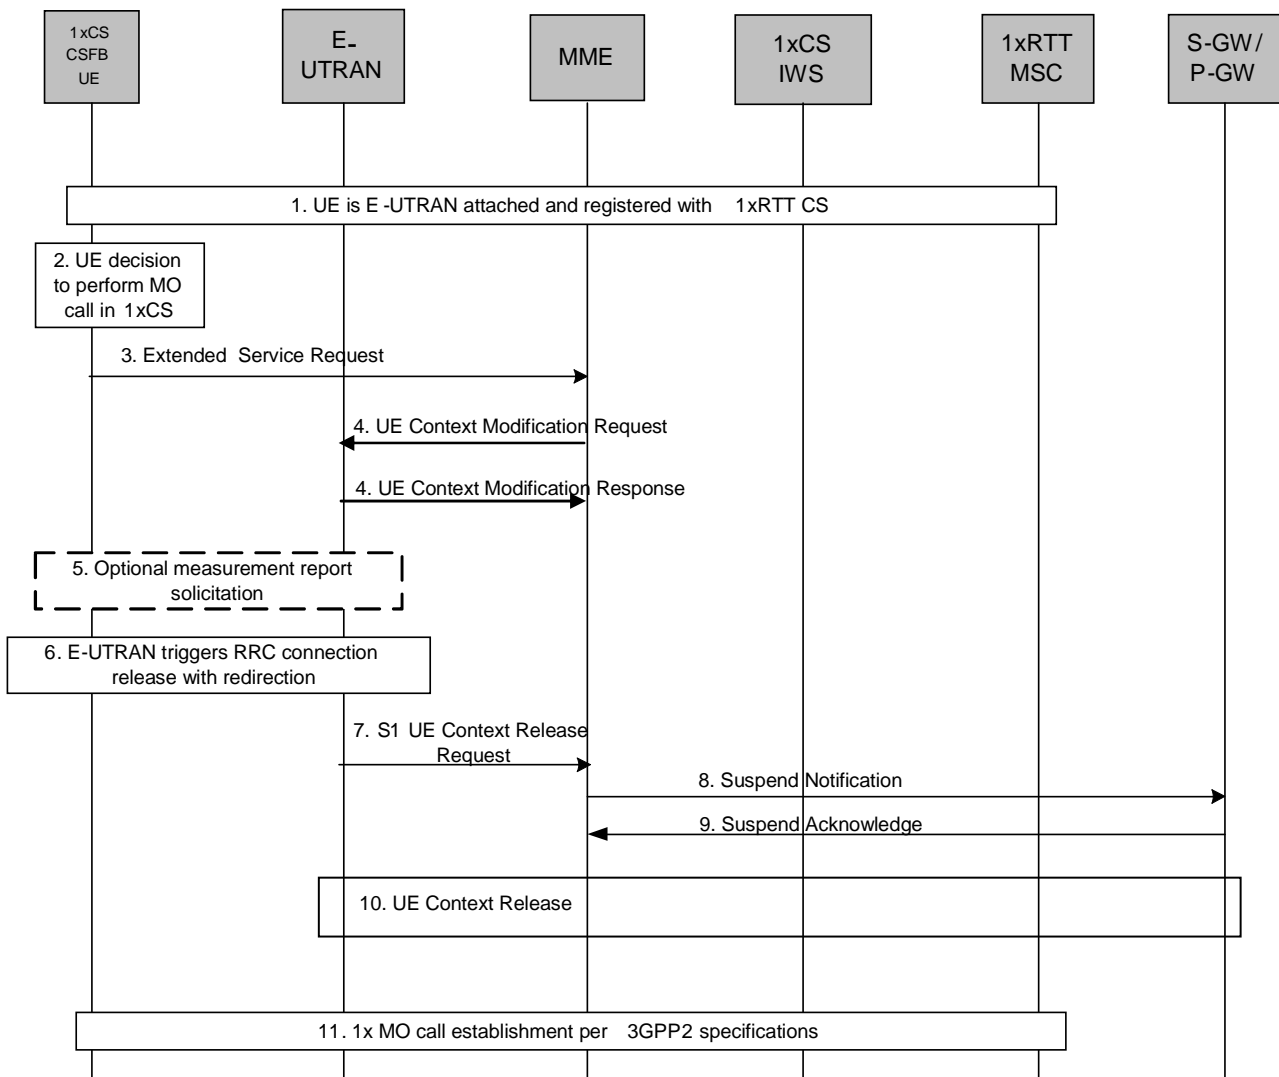 1xCS
CSFB
UE
E-
UTRAN
MME
1xCS
IWS
1xRTT
MSC
S-GW/
P-GW
1. UE is E-UTRAN attached and registered with 1xRTT CS
2. UE decision
to perform MO
call in 1xCS
3. Extended Service Request
4. UE Context Modification Request
4. UE Context Modification Response
5. Optional measurement report
solicitation
6. E-UTRAN triggers RRC connection
release with redirection
7. S1 UE Context Release
Request
8. Suspend Notification
9. Suspend Acknowledge
10. UE Context Release
11. 1x MO call establishment per 3GPP2 specifications